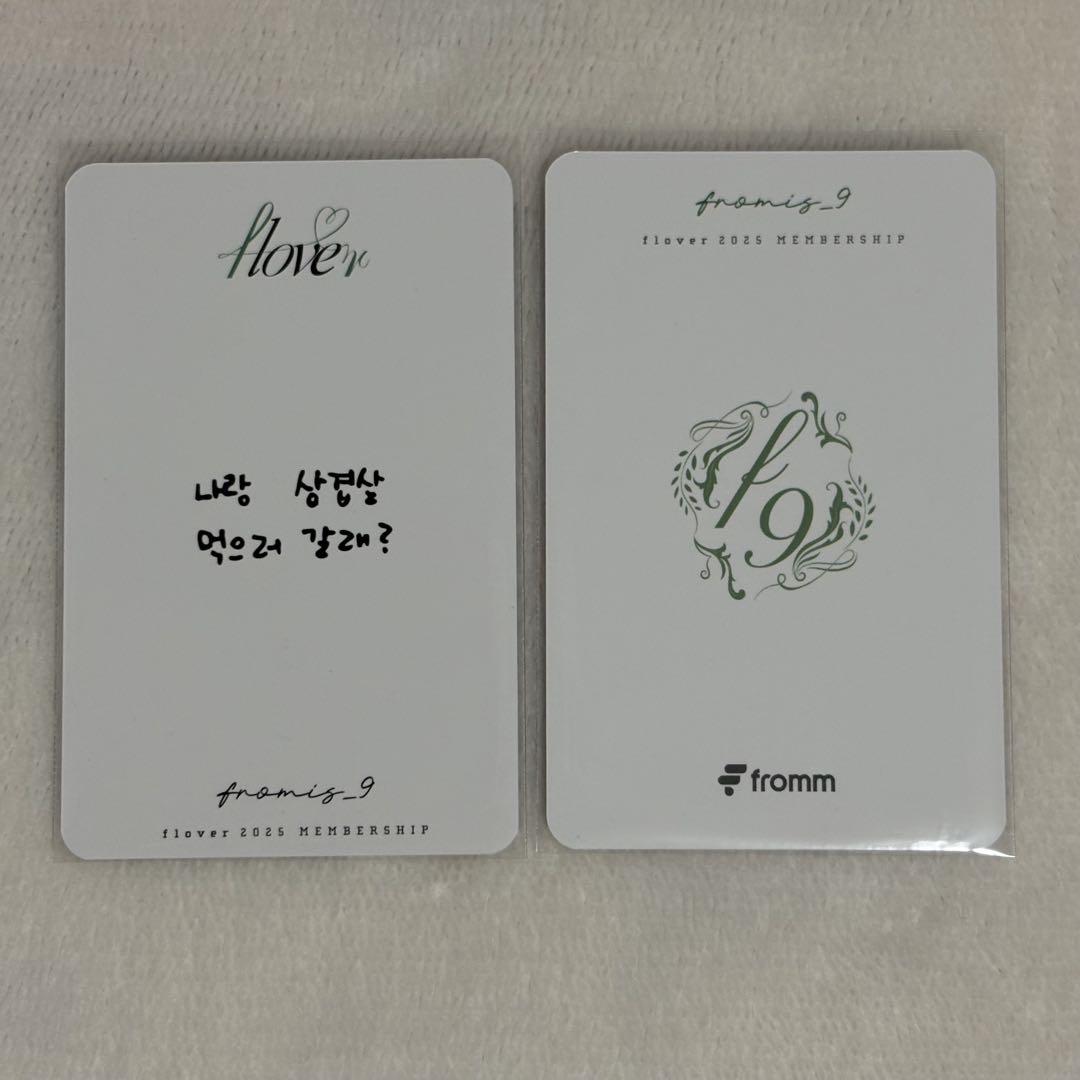 flover
나랑 상겹살
먹으러 갈래?
fromis_9
flover 2025 MEMBERSHIP
fromis_9
flover 2025 MEMBERSHIP
f9
fromm